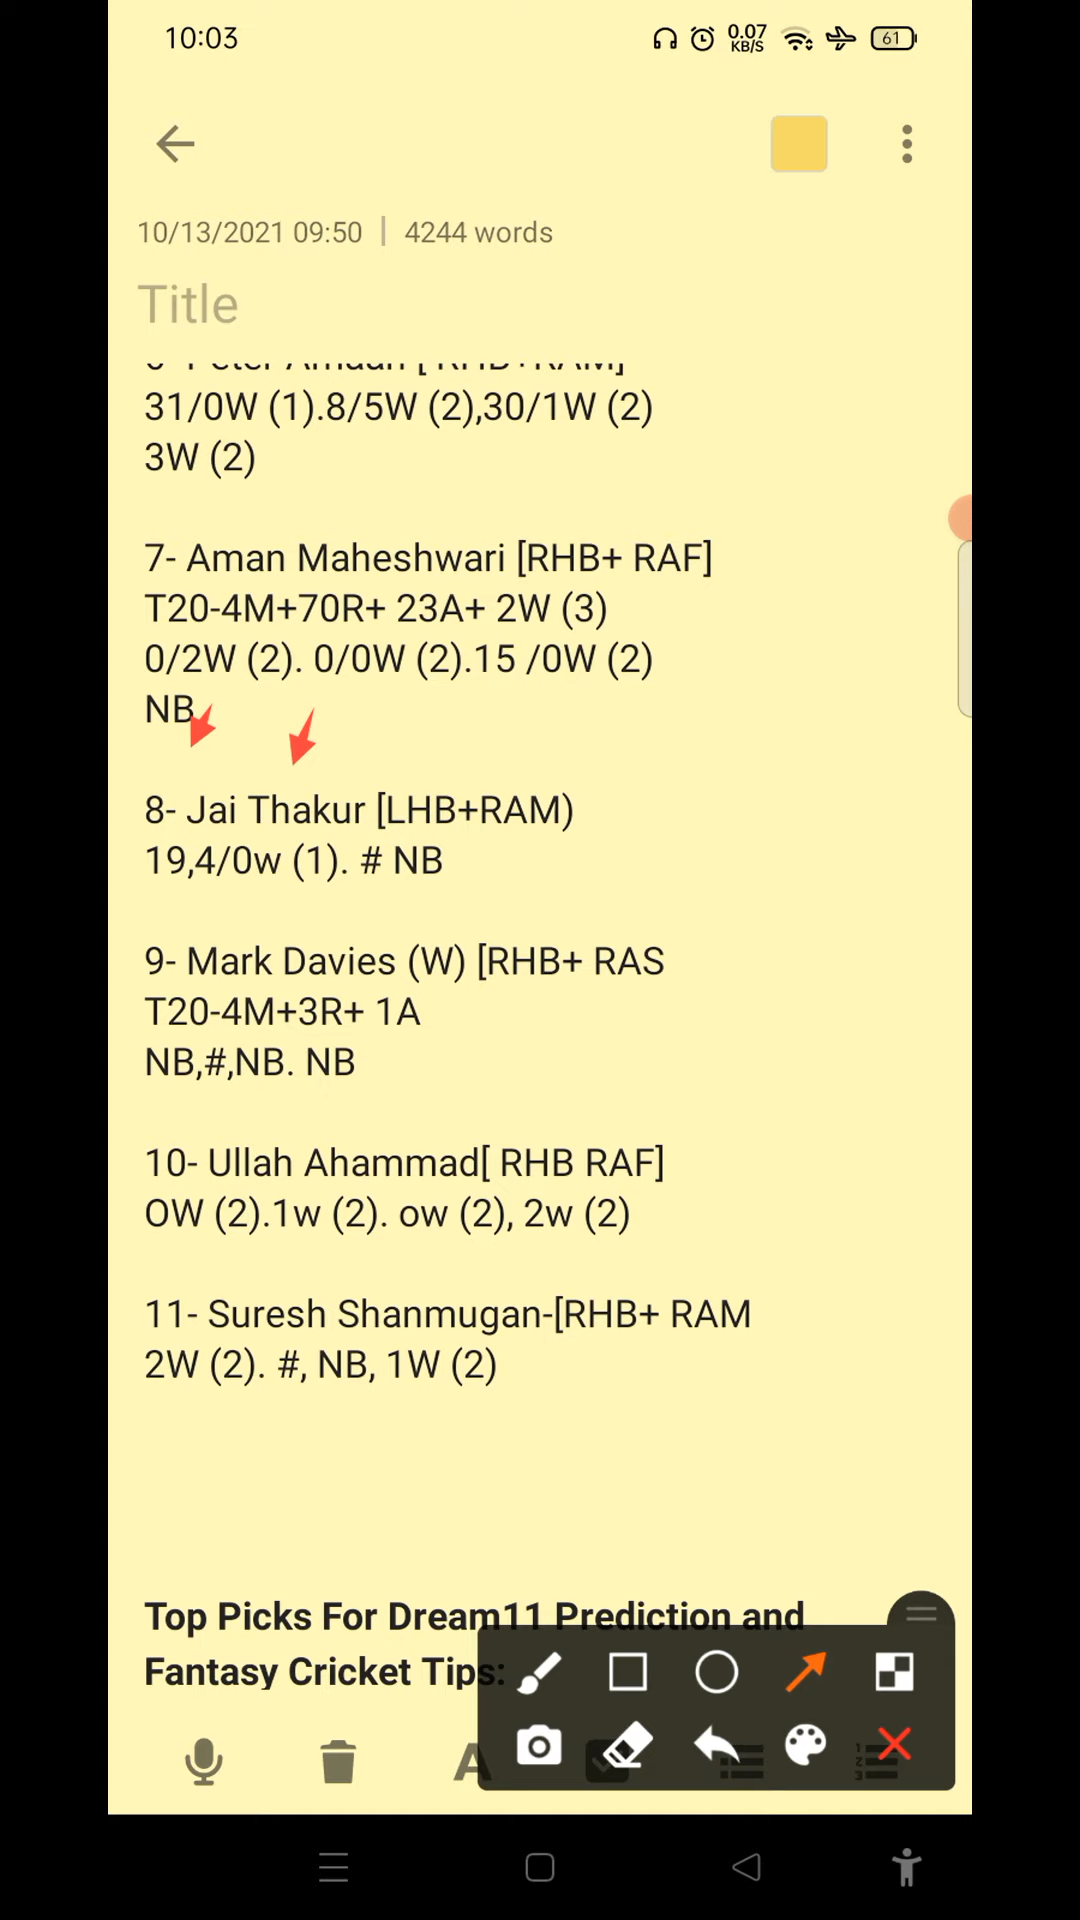 10:03
0.07
KB/S
61
10/13/2021 09:50 | 4244 words
Title
6- Peter Amaan [ RHB+RAM]
31/0W (1).8/5W (2),30/1W (2)
3W (2)
7- Aman Maheshwari [RHB+ RAF]
T20-4M+70R+ 23A+ 2W (3)
0/2W (2). 0/0W (2).15 /0W (2)
NB
8- Jai Thakur [LHB+RAM)
19,4/0w (1). # NB
9- Mark Davies (W) [RHB+ RAS
T20-4M+3R+ 1A
NB,#,NB. NB
10- Ullah Ahammad[ RHB RAF]
OW (2).1w (2). ow (2), 2w (2)
11- Suresh Shanmugan-[RHB+ RAM
2W (2). #, NB, 1W (2)
Top Picks For Dream11 Prediction and
Fantasy Cricket Tips:
A